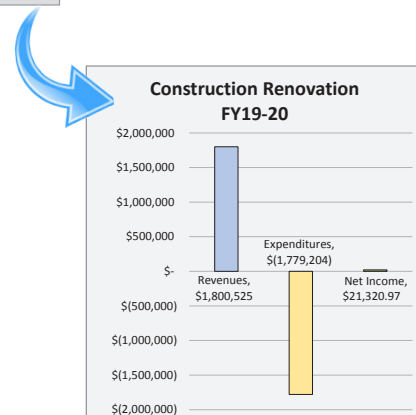 Construction Renovation
FY19-20
$2,000,000
$1,500,000
$1,000,000
$500,000
$-
$(500,000)
$(1,000,000)
$(1,500,000)
$(2,000,000)
Revenues,
$1,800,525
Expenditures,
$(1,779,204)
Net Income,
$21,320.97